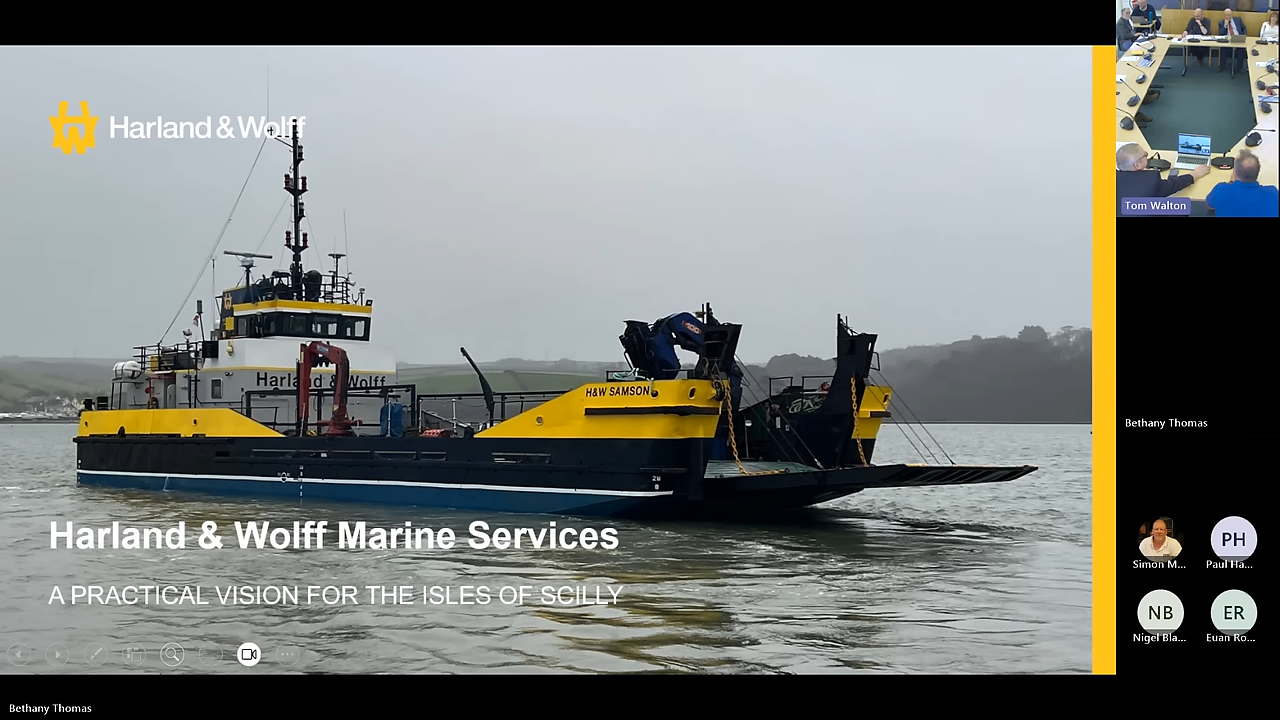 Harland & Wolff
Harland & Wolff
H&W SAMSON
Harland & Wolff Marine Services
A PRACTICAL VISION FOR THE ISLES OF SCILLY
Tom Walton
Bethany Thomas
Simon M...
PH
Paul Ha...
NB
Nigel Bla...
ER
Euan Ro...
Bethany Thomas